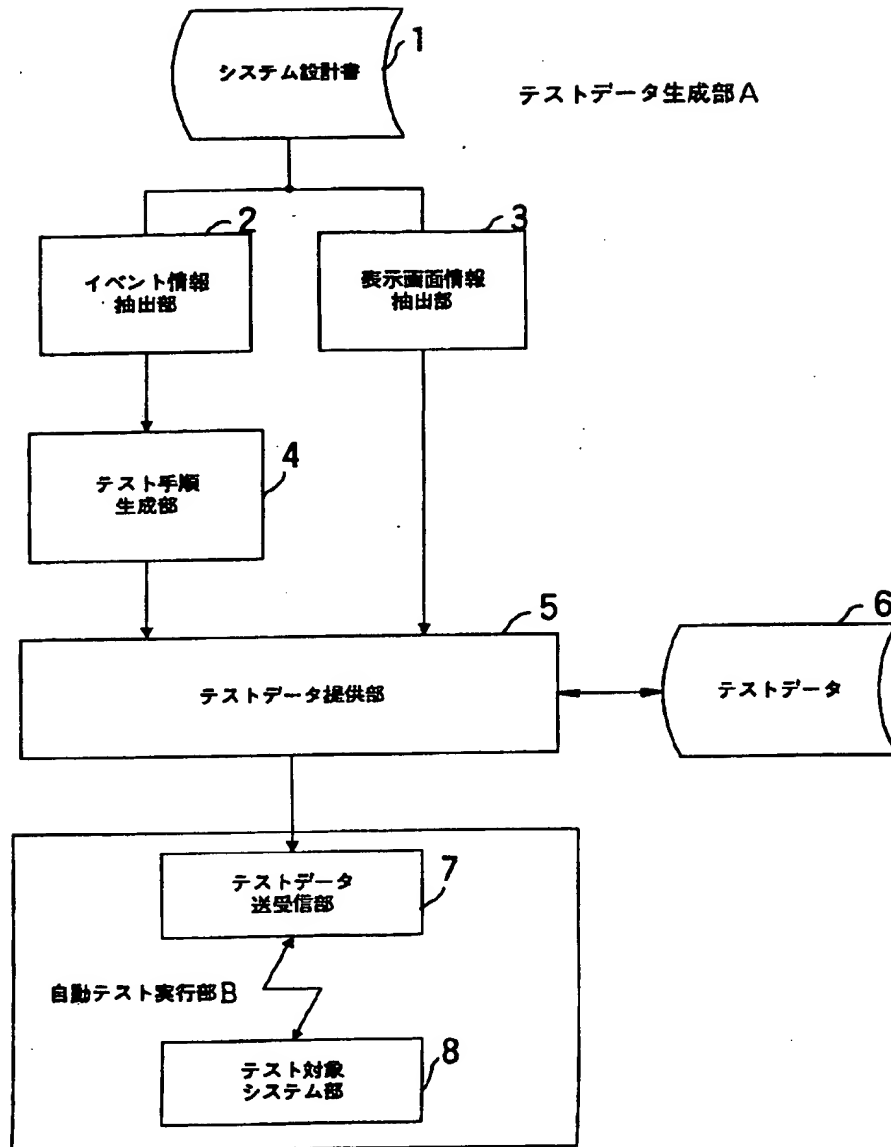 1
システム設計書
テストデータ生成部A
2
3
イベント情報
抽出部
表示画面情報
抽出部
4
テスト手順
生成部
5
6
テストデータ提供部
テストデータ
7
テストデータ
送受信部
自動テスト実行部B
8
テスト対象
システム部